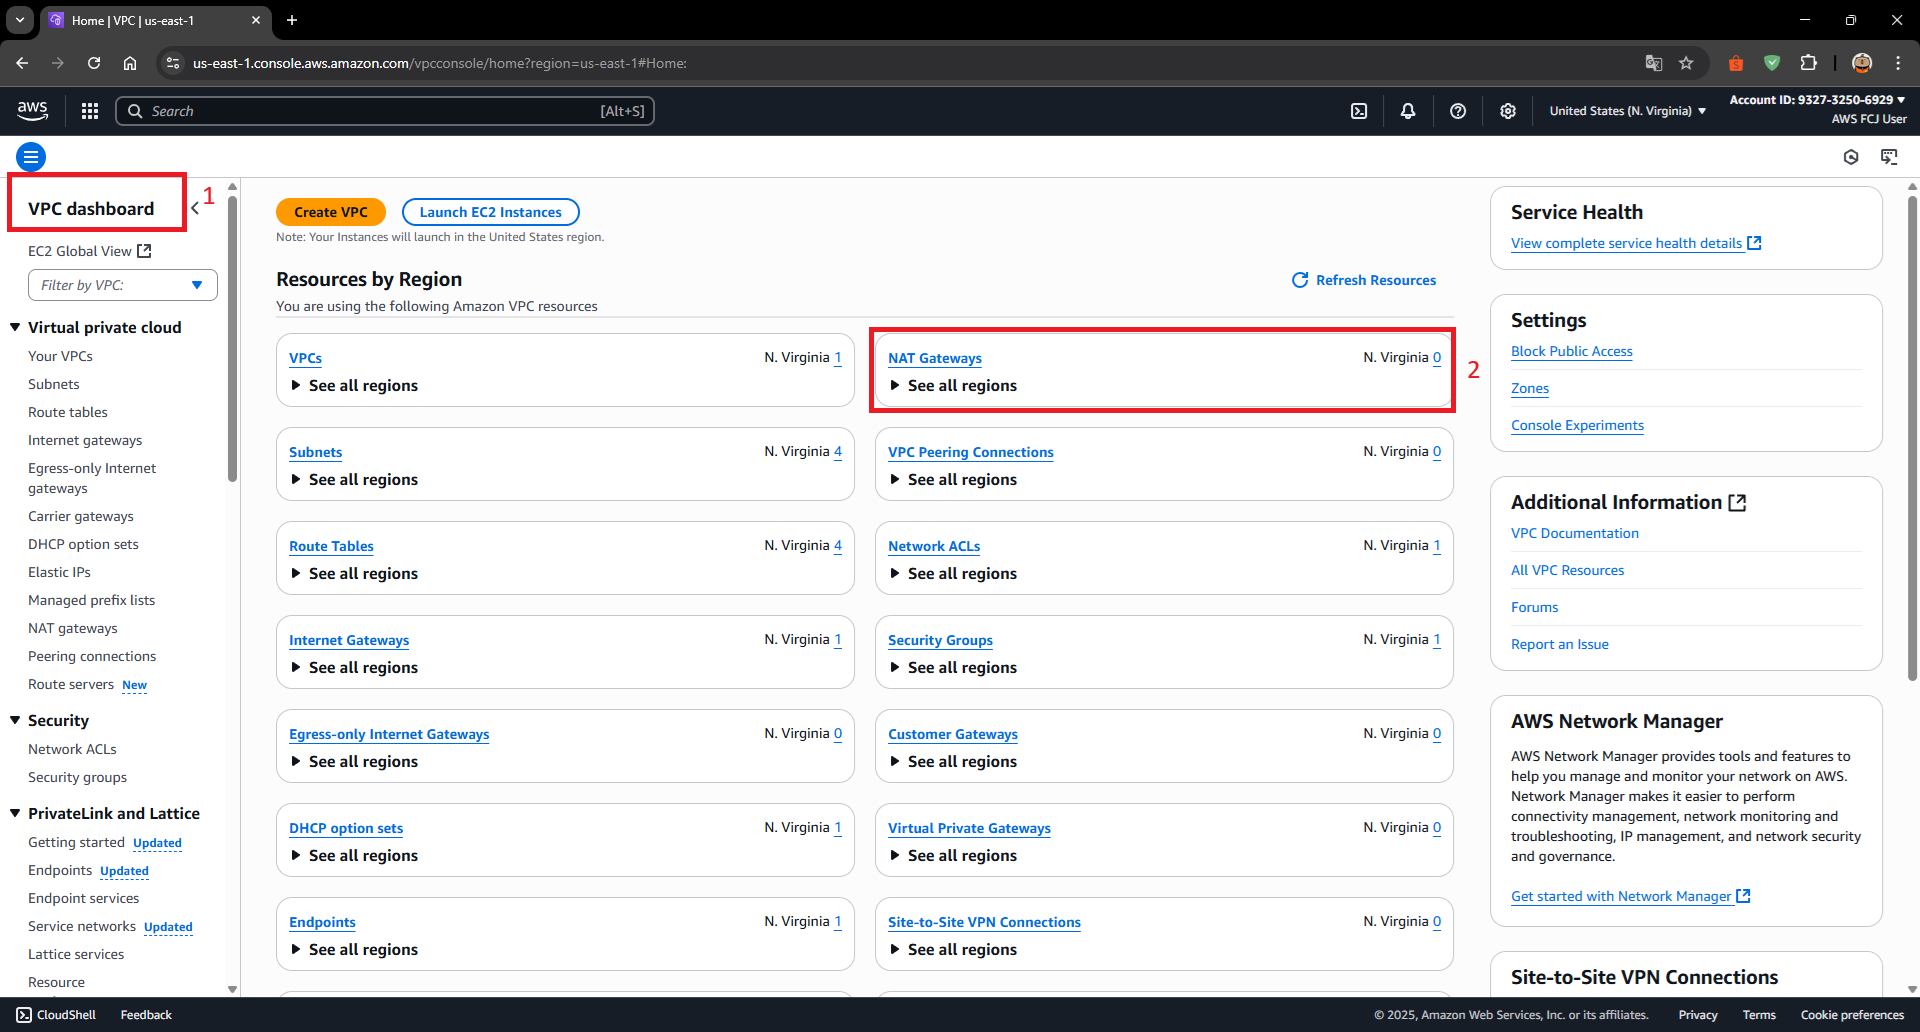 Home | VPC | us-east-1
us-east-1.console.aws.amazon.com/vpcconsole/home?region=us-east-1#Home:
aws
Search
[Alt+S]
United States (N. Virginia)
Account ID: 9327-3250-6929
AWS FCJ User
VPC dashboard
1
EC2 Global View
Filter by VPC:
Virtual private cloud
Your VPCs
Subnets
Route tables
Internet gateways
Egress-only Internet
gateways
Carrier gateways
DHCP option sets
Elastic IPs
Managed prefix lists
NAT gateways
Peering connections
Route servers New
Security
Network ACLs
Security groups
PrivateLink and Lattice
Getting started Updated
Endpoints Updated
Endpoint services
Service networks Updated
Lattice services
Resource
Create VPC
Launch EC2 Instances
Note: Your Instances will launch in the United States region.
Resources by Region
Refresh Resources
You are using the following Amazon VPC resources
VPCs N. Virginia 1
See all regions
NAT Gateways N. Virginia 0
See all regions
2
Subnets N. Virginia 4
See all regions
VPC Peering Connections N. Virginia 0
See all regions
Route Tables N. Virginia 4
See all regions
Network ACLs N. Virginia 1
See all regions
Internet Gateways N. Virginia 1
See all regions
Security Groups N. Virginia 1
See all regions
Egress-only Internet Gateways N. Virginia 0
See all regions
Customer Gateways N. Virginia 0
See all regions
DHCP option sets N. Virginia 1
See all regions
Virtual Private Gateways N. Virginia 0
See all regions
Endpoints N. Virginia 1
See all regions
Site-to-Site VPN Connections N. Virginia 0
See all regions
Service Health
View complete service health details
Settings
Block Public Access
Zones
Console Experiments
Additional Information
VPC Documentation
All VPC Resources
Forums
Report an Issue
AWS Network Manager
AWS Network Manager provides tools and features to
help you manage and monitor your network on AWS.
Network Manager makes it easier to perform
connectivity management, network monitoring and
troubleshooting, IP management, and network security
and governance.
Get started with Network Manager
Site-to-Site VPN Connections
CloudShell
Feedback
© 2025, Amazon Web Services, Inc. or its affiliates.
Privacy
Terms
Cookie preferences